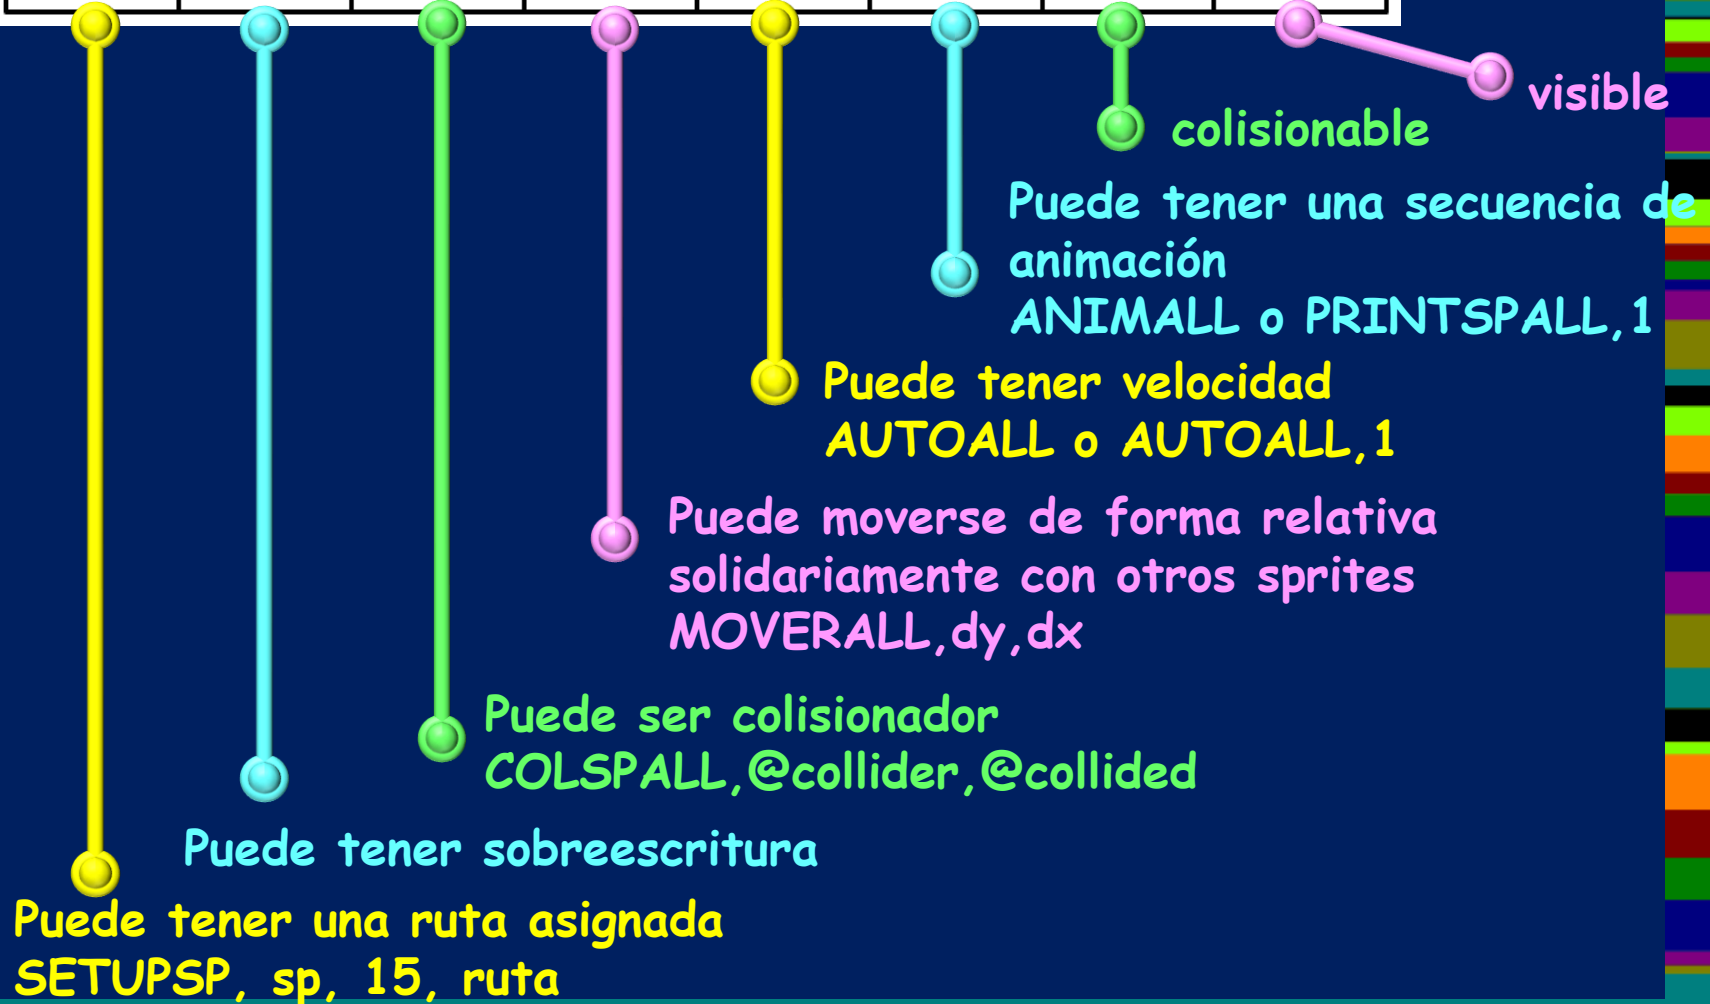 visible
colisionable
Puede tener una secuencia de
animación
ANIMALL o PRINTSPALL,1
Puede tener velocidad
AUTOALL o AUTOALL,1
Puede moverse de forma relativa
solidariamente con otros sprites
MOVERALL,dy,dx
Puede ser colisionador
COLSPALL,@collider,@collided
Puede tener sobreescritura
Puede tener una ruta asignada
SETUPSP, sp, 15, ruta